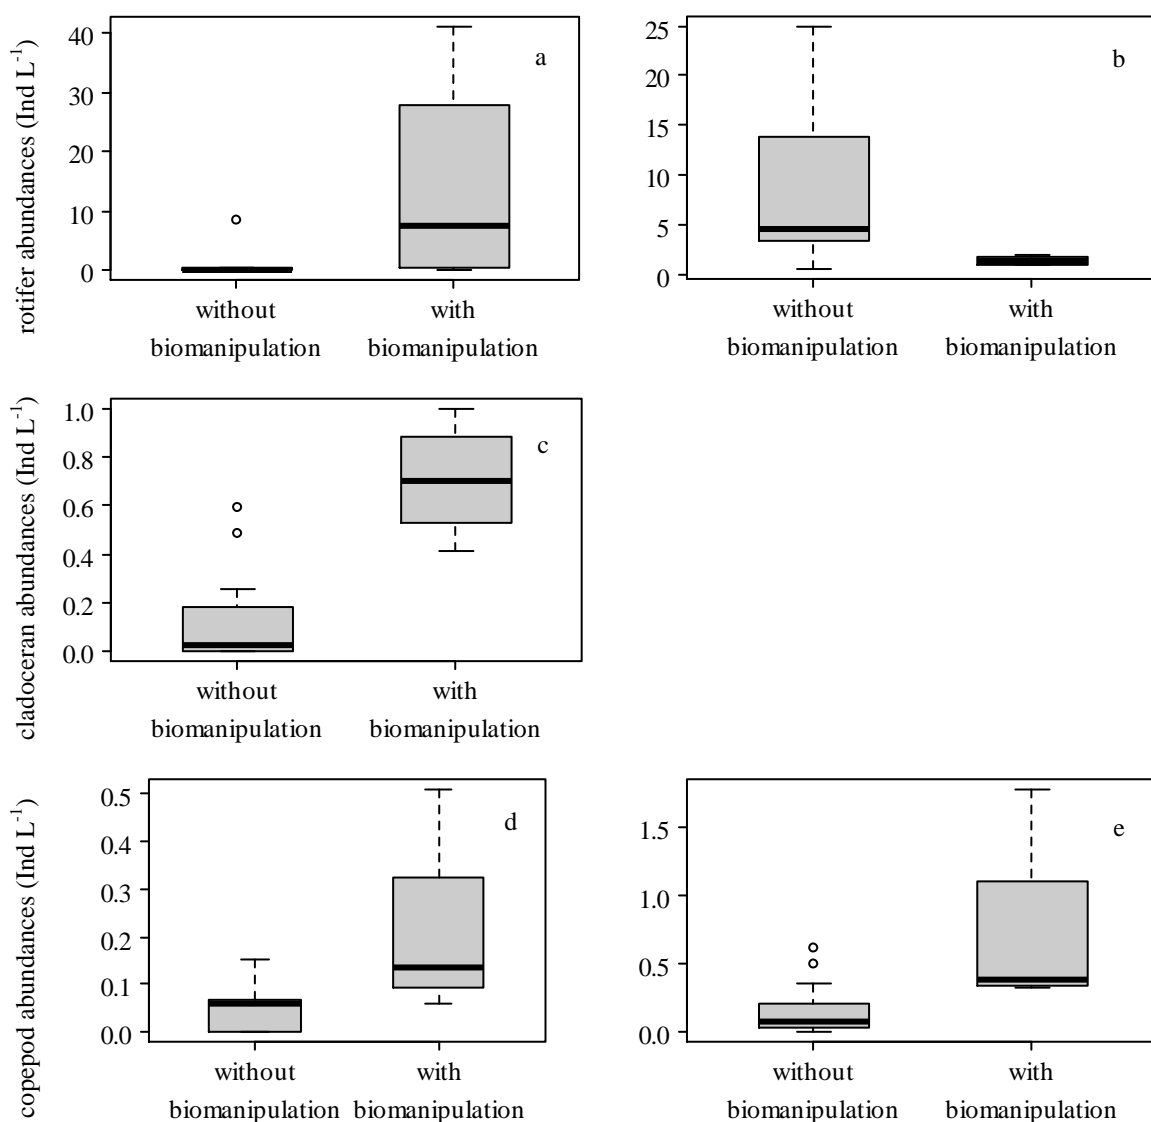 rotifer abundances (Ind L⁻¹)
40
30
20
10
0
a
without
biomanipulation
with
biomanipulation
25
20
15
10
5
0
b
without
biomanipulation
with
biomanipulation
cladoceran abundances (Ind L⁻¹)
1.0
0.8
0.6
0.4
0.2
0.0
c
without
biomanipulation
with
biomanipulation
copepod abundances (Ind L⁻¹)
0.5
0.4
0.3
0.2
0.1
0.0
d
without
biomanipulation
with
biomanipulation
1.5
1.0
0.5
0.0
e
without
biomanipulation
with
biomanipulation